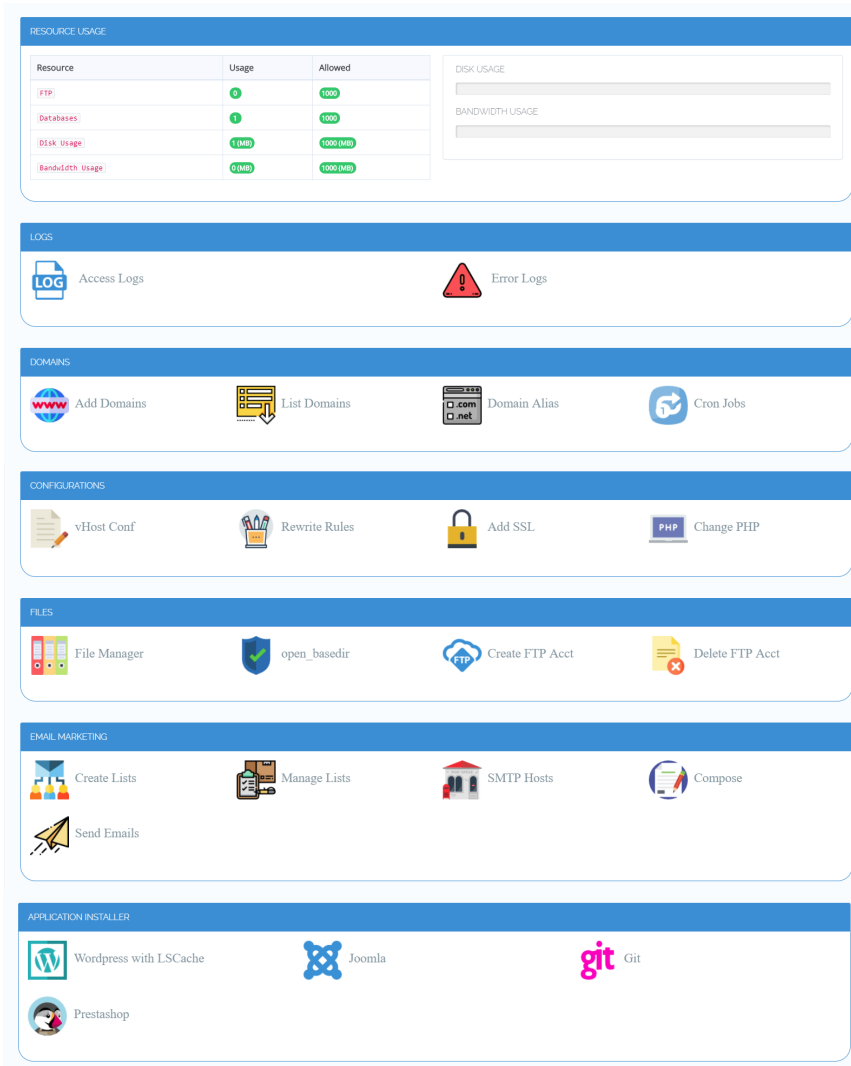 RESOURCE USAGE
Resource Usage Allowed
FTP 0 1000
Databases 1 1000
Disk Usage 1 (MB) 1000 (MB)
Bandwidth Usage 0 (MB) 1000 (MB)
DISK USAGE
BANDWIDTH USAGE
LOGS
LOG Access Logs Error Logs
DOMAINS
www Add Domains List Domains .com .net Domain Alias 1 Cron Jobs
CONFIGURATIONS
vHost Conf Rewrite Rules Add SSL PHP Change PHP
FILES
File Manager open_basedir FTP Create FTP Acct Delete FTP Acct
EMAIL MARKETING
Create Lists Manage Lists SMTP Hosts Compose
Send Emails
APPLICATION INSTALLER
Wordpress with LSCache Joomla git Git
Prestashop